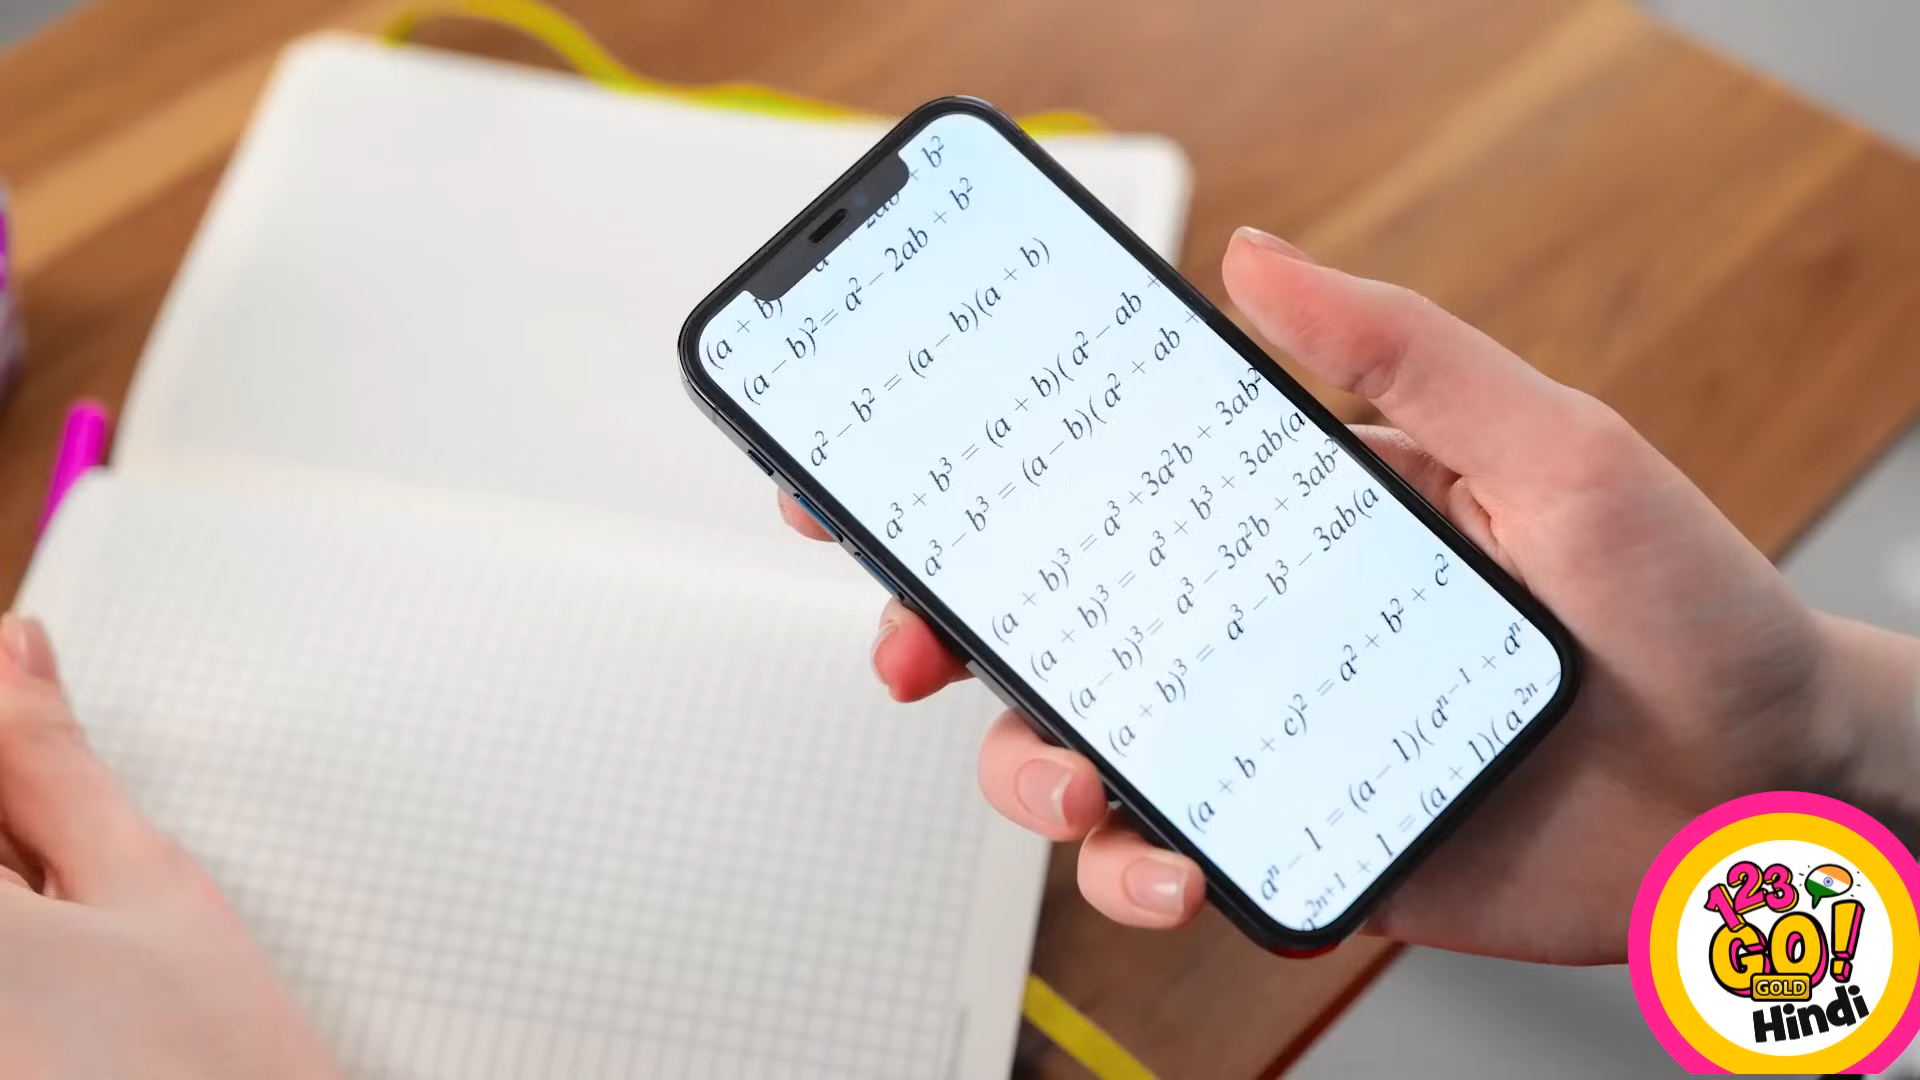 (a + b)
(a − b)² = a² − 2ab + b²
a² − b² = (a − b)(a + b)
a³ + b³ = (a + b)( a² − ab +
a³ − b³ = (a − b)( a² + ab +
(a + b)³ = a³ + 3a²b + 3ab²
(a + b)³ = a³ + b³ + 3ab(a
(a − b)³ = a³ − 3a²b + 3ab²
(a + b)³ = a³ − b³ − 3ab(a
(a + b + c)² = a² + b² + c²
aⁿ − 1 = (a − 1)( aⁿ⁻¹ + aⁿ
a²ⁿ⁺¹ + 1 = (a + 1)( a²ⁿ −
123
GO!
GOLD
Hindi